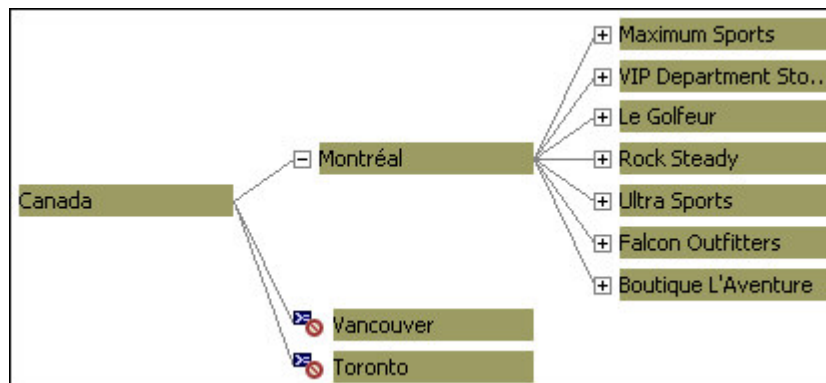 Canada
Montréal
Vancouver
Toronto
Maximum Sports
VIP Department Sto..
Le Golfeur
Rock Steady
Ultra Sports
Falcon Outfitters
Boutique L'Aventure